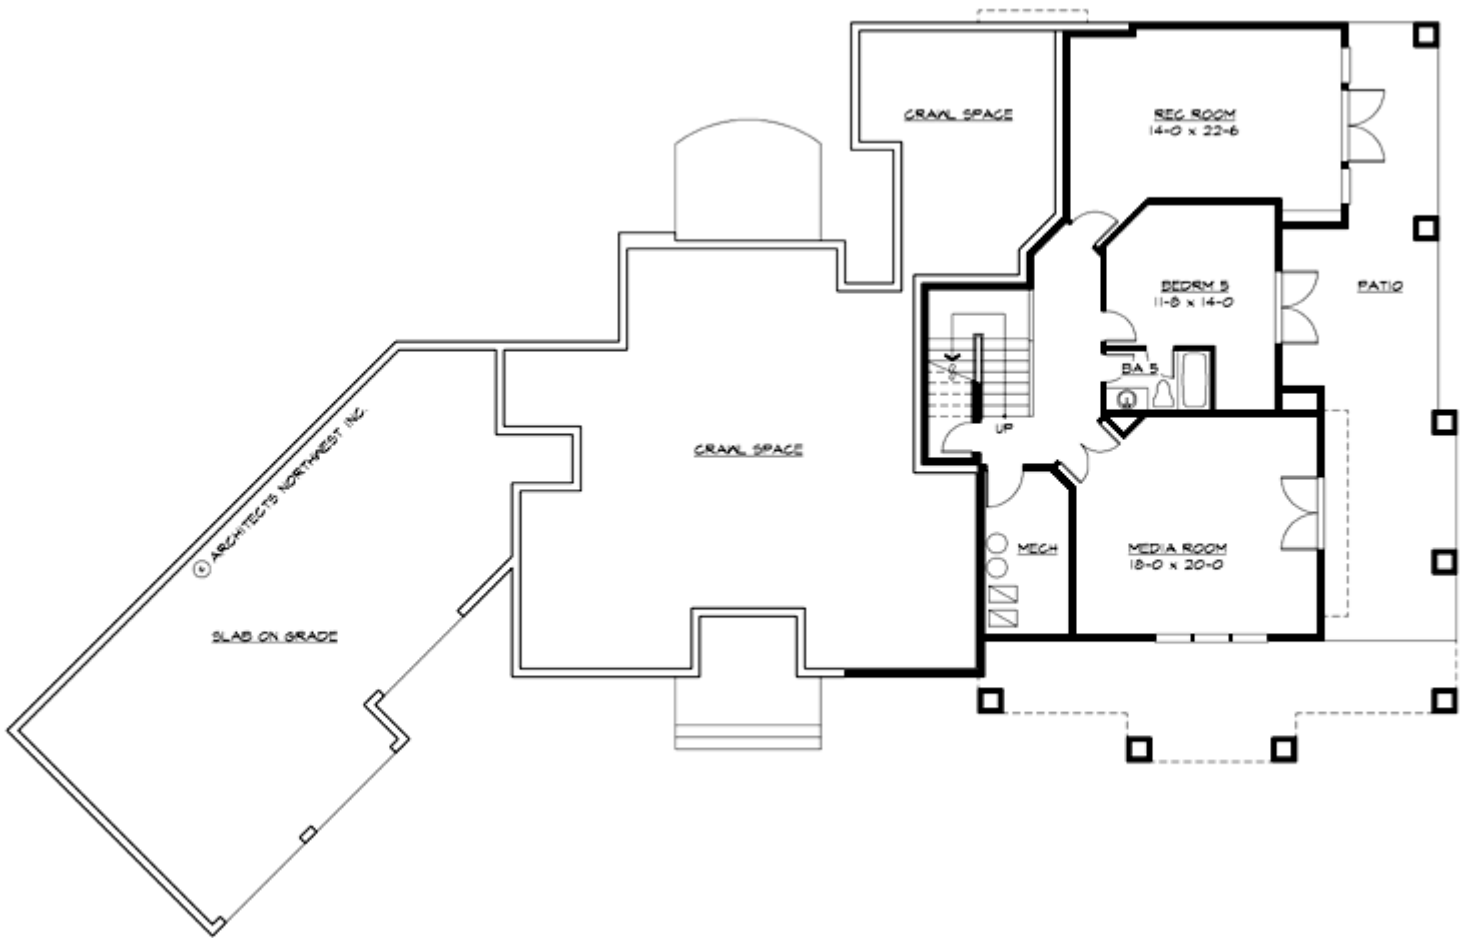 CRAWL SPACE
REC ROOM
14-0 x 22-6
BEDRM 5
11-8 x 14-0
PATIO
BA 5
UP
CRAWL SPACE
© ARCHITECTS NORTHWEST INC.
MECH
MEDIA ROOM
18-0 x 20-0
SLAB ON GRADE